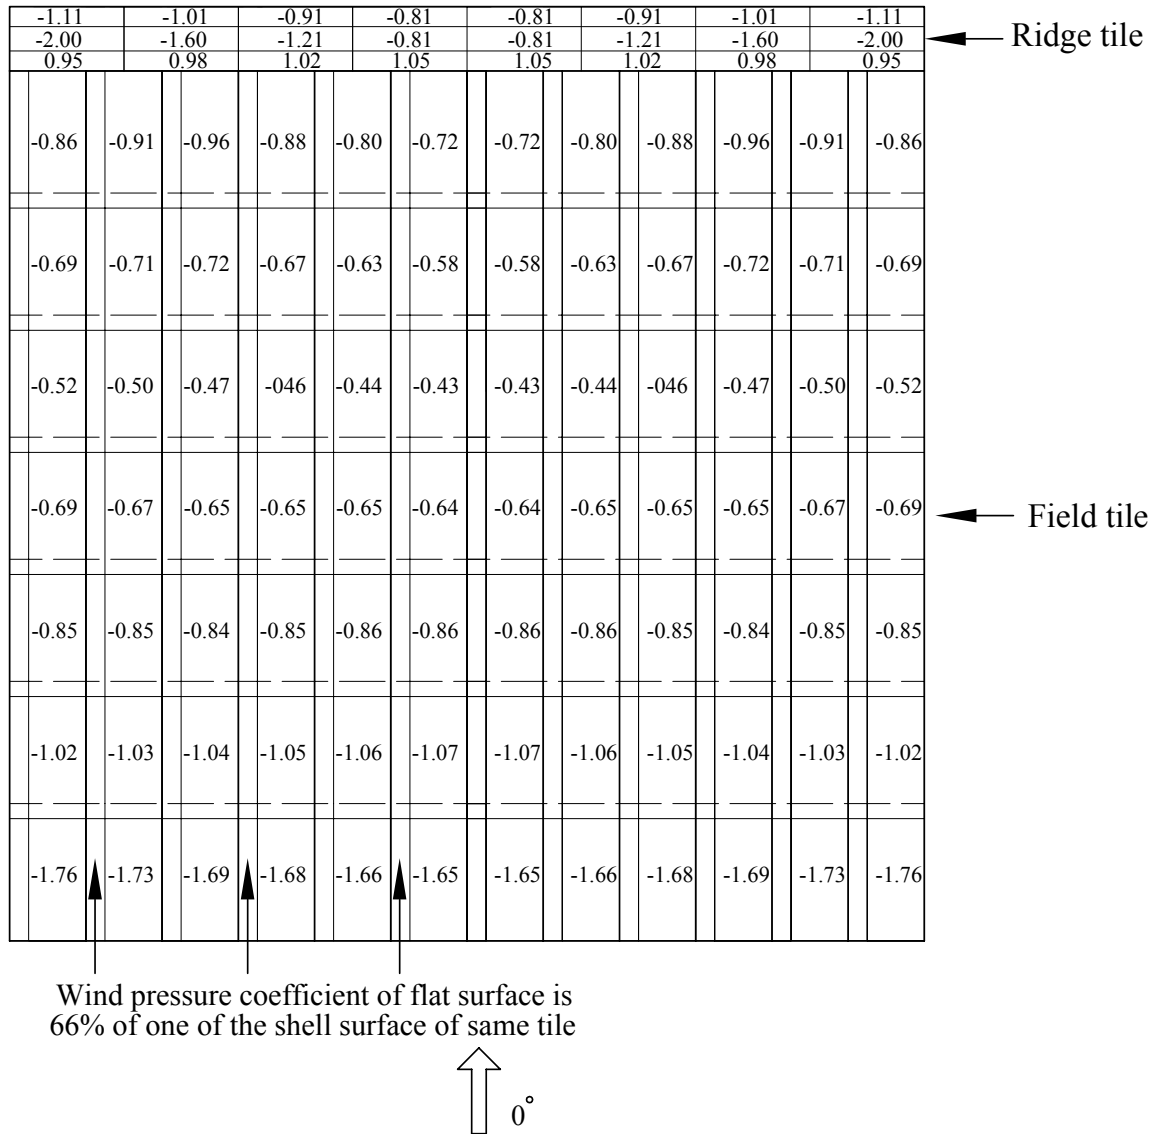 -1.11 -1.01 -0.91 -0.81 -0.81 -0.91 -1.01 -1.11
-2.00 -1.60 -1.21 -0.81 -0.81 -1.21 -1.60 -2.00
Ridge tile
0.95 0.98 1.02 1.05 1.05 1.02 0.98 0.95
-0.86 -0.91 -0.96 -0.88 -0.80 -0.72 -0.72 -0.80 -0.88 -0.96 -0.91 -0.86
-0.69 -0.71 -0.72 -0.67 -0.63 -0.58 -0.58 -0.63 -0.67 -0.72 -0.71 -0.69
-0.52 -0.50 -0.47 -046 -0.44 -0.43 -0.43 -0.44 -046 -0.47 -0.50 -0.52
-0.69 -0.67 -0.65 -0.65 -0.65 -0.64 -0.64 -0.65 -0.65 -0.65 -0.67 -0.69
Field tile
-0.85 -0.85 -0.84 -0.85 -0.86 -0.86 -0.86 -0.86 -0.85 -0.84 -0.85 -0.85
-1.02 -1.03 -1.04 -1.05 -1.06 -1.07 -1.07 -1.06 -1.05 -1.04 -1.03 -1.02
-1.76 -1.73 -1.69 -1.68 -1.66 -1.65 -1.65 -1.66 -1.68 -1.69 -1.73 -1.76
Wind pressure coefficient of flat surface is
66% of one of the shell surface of same tile
0°